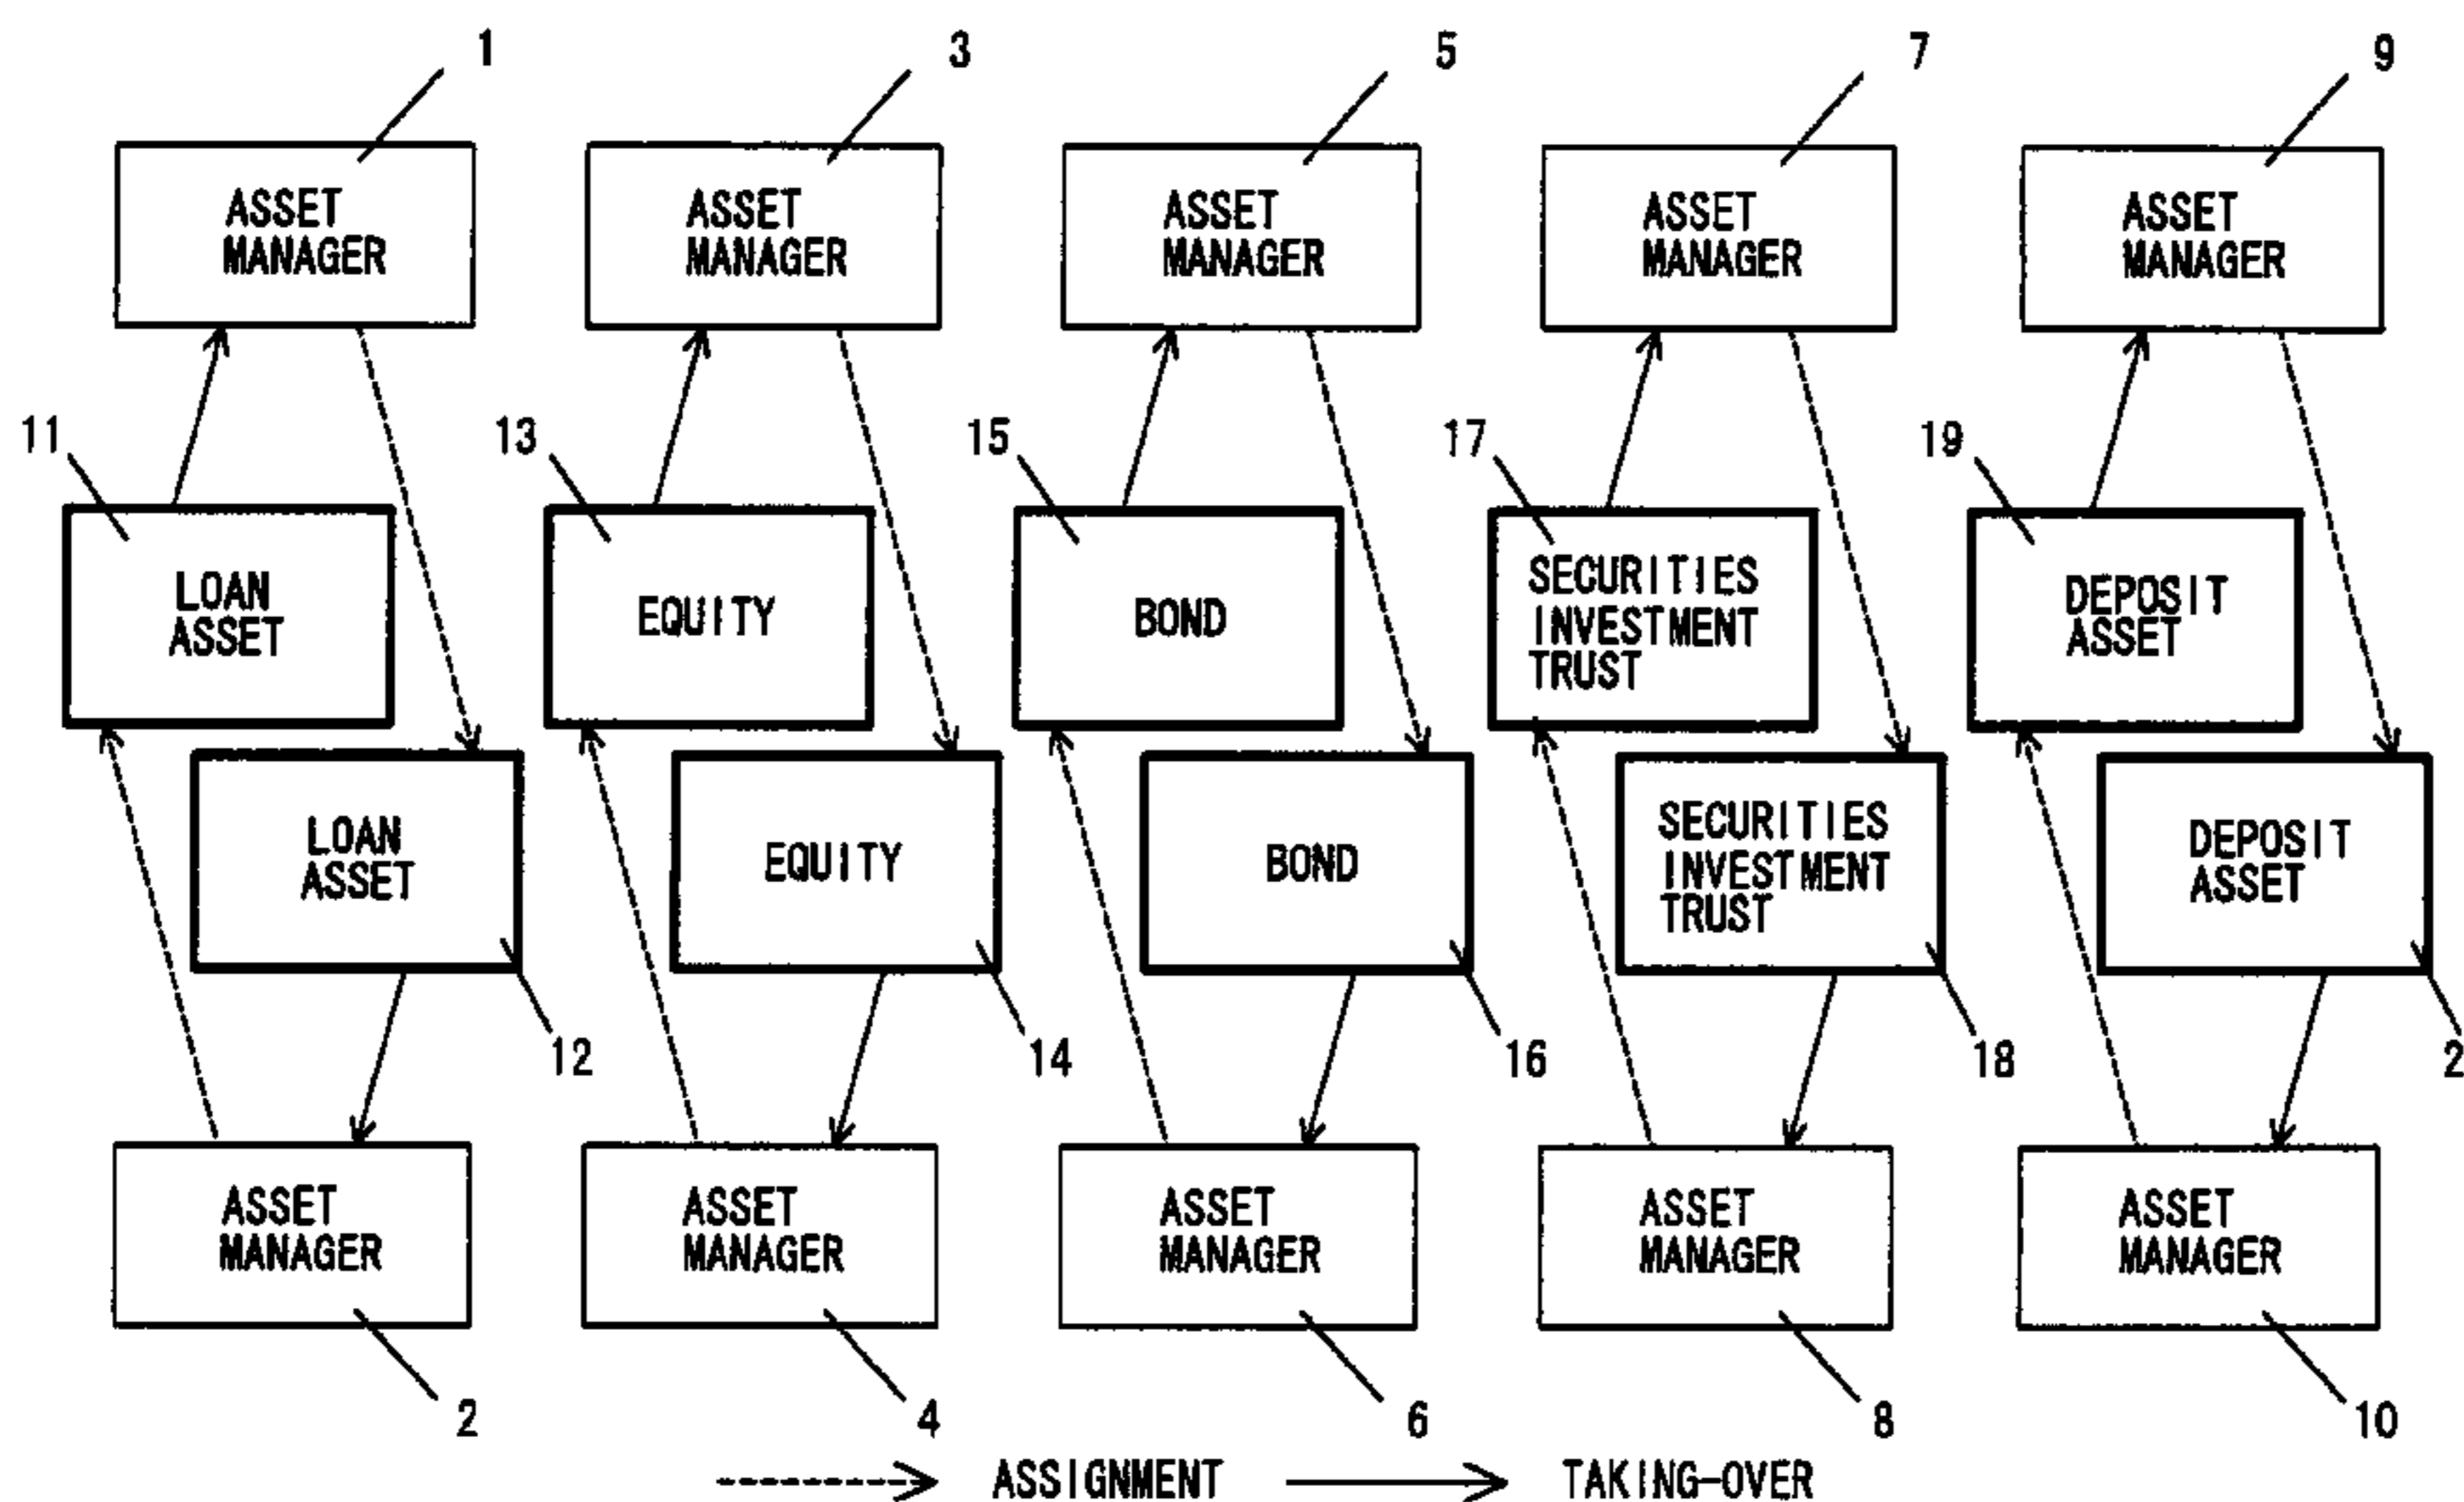 1
3
5
7
9
ASSET
MANAGER
ASSET
MANAGER
ASSET
MANAGER
ASSET
MANAGER
ASSET
MANAGER
11
13
15
17
19
LOAN
ASSET
EQUITY
BOND
SECURITIES
INVESTMENT
TRUST
DEPOSIT
ASSET
LOAN
ASSET
EQUITY
BOND
SECURITIES
INVESTMENT
TRUST
DEPOSIT
ASSET
12
14
16
18
2
ASSET
MANAGER
ASSET
MANAGER
ASSET
MANAGER
ASSET
MANAGER
ASSET
MANAGER
2
4
6
8
10
ASSIGNMENT
TAKING-OVER